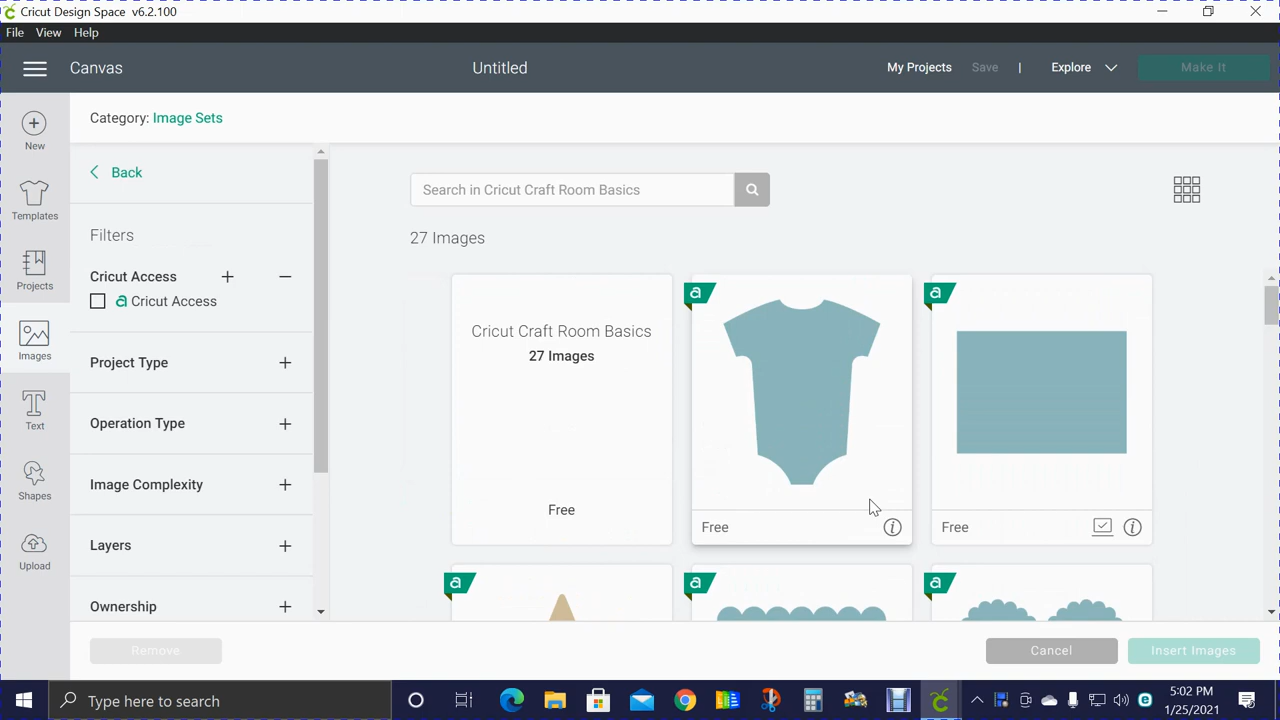 Cricut Design Space v6.2.100
File View Help
Canvas
Untitled
My Projects Save | Explore Make It
New
Templates
Projects
Images
Text
Shapes
Upload
Category: Image Sets
Back
Filters
Cricut Access + −
a Cricut Access
Project Type +
Operation Type +
Image Complexity +
Layers +
Ownership +
Search in Cricut Craft Room Basics
27 Images
Cricut Craft Room Basics
27 Images
Free
a
Free
a
Free
a
a
a
Remove
Cancel
Insert Images
Type here to search
5:02 PM
1/25/2021